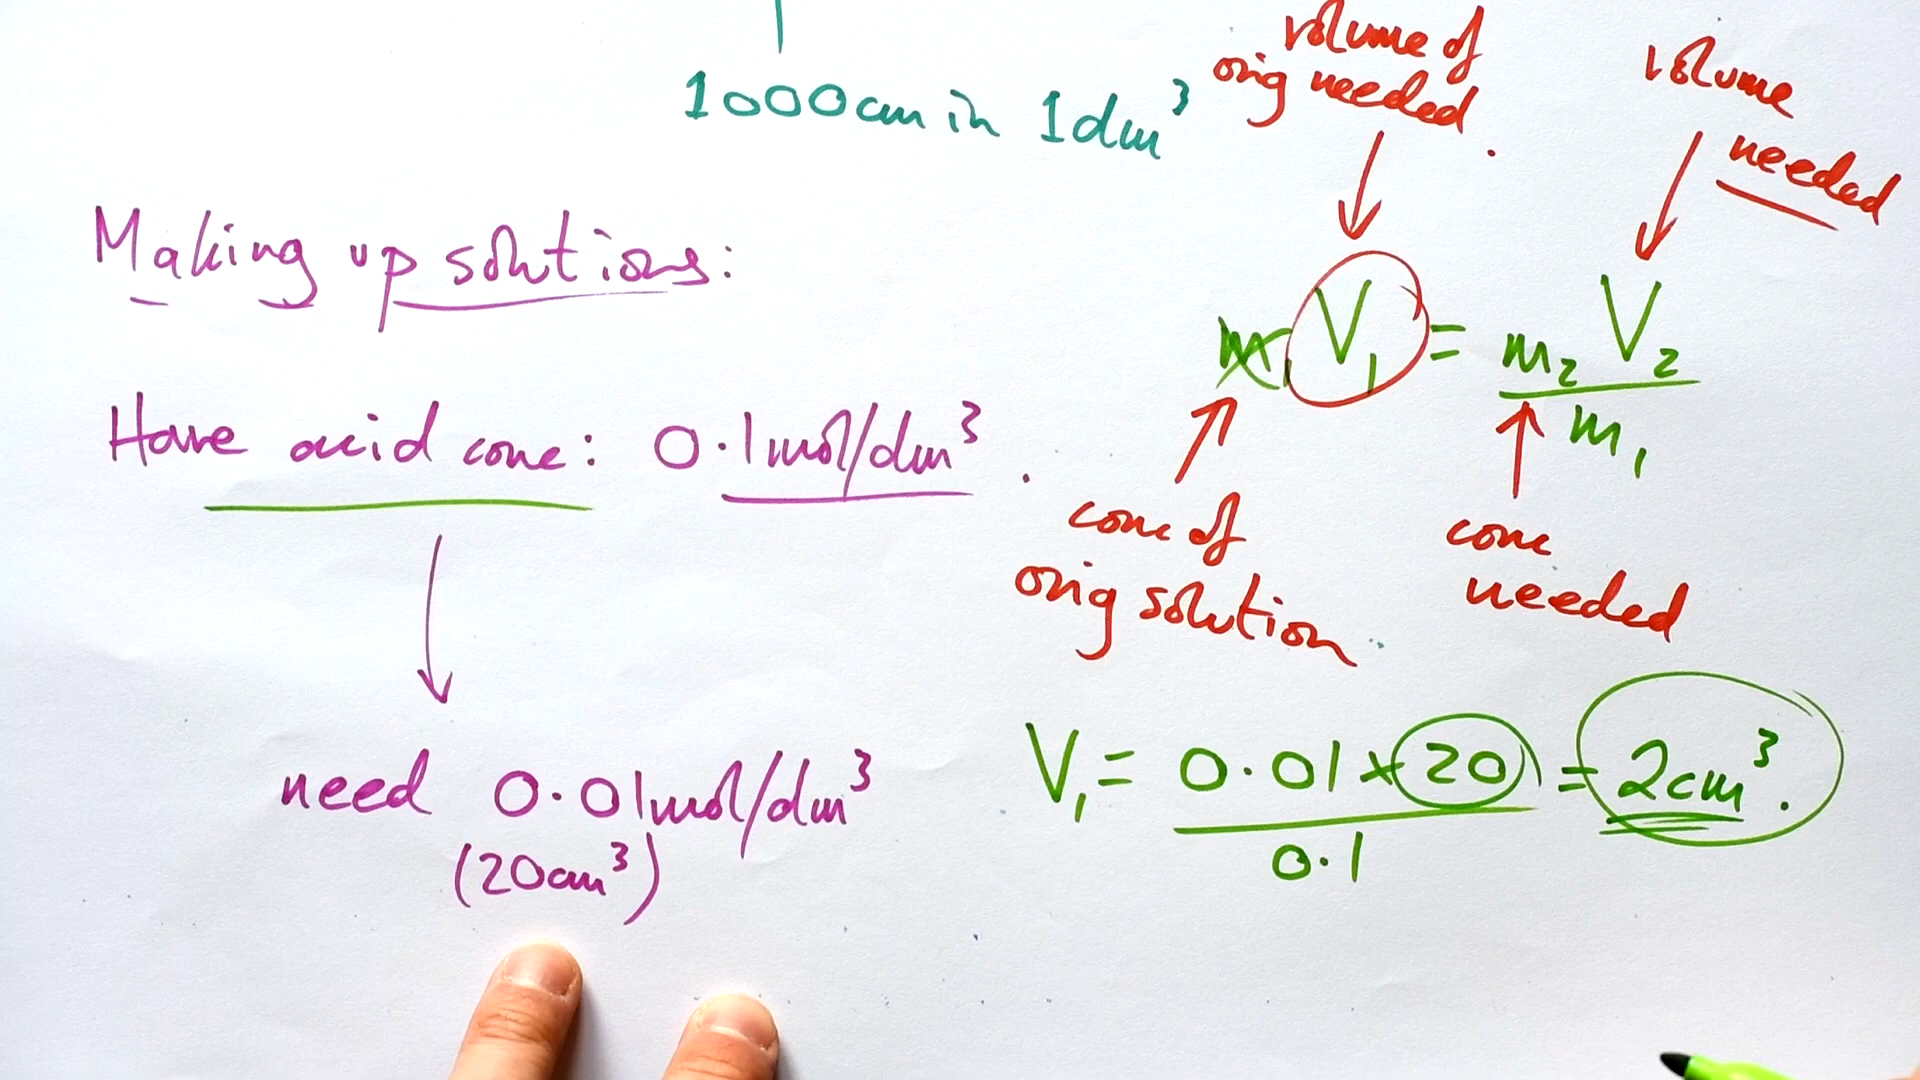 1000cm in 1dm³
Making up solutions:
Have acid conc: 0.1mol/dm³.
need 0.01mol/dm³
(20cm³)
volume of
orig needed.
volume
needed
m₁V₁ = m₂V₂
m₁
conc of
orig solution.
conc
needed
V₁ = 0.01 × 20 = 2cm³.
0.1